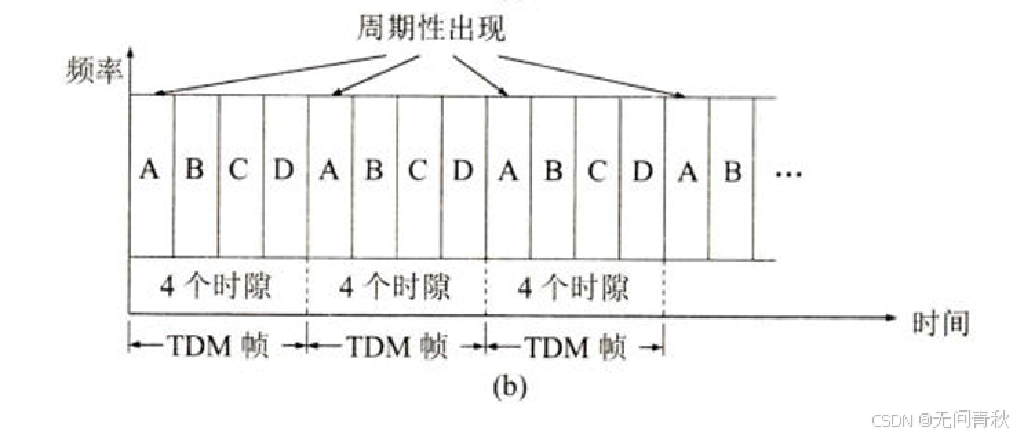 周期性出现
频率
A B C D A B C D A B C D A B ···
4 个时隙 4 个时隙 4 个时隙
时间
TDM 帧 TDM 帧 TDM 帧
(b)
CSDN @无问青秋